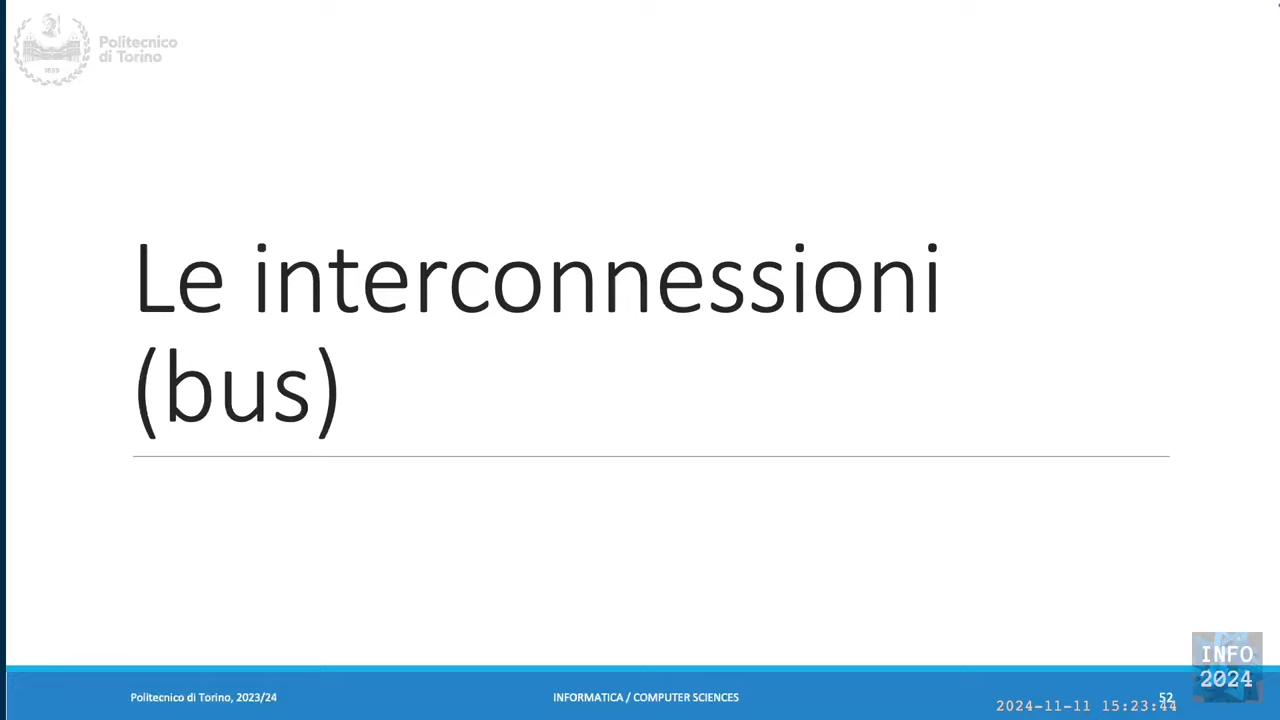 Politecnico
di Torino
1859
Le interconnessioni
(bus)
INFO
2024
Politecnico di Torino, 2023/24
INFORMATICA / COMPUTER SCIENCES
52
2024-11-11 15:23:44